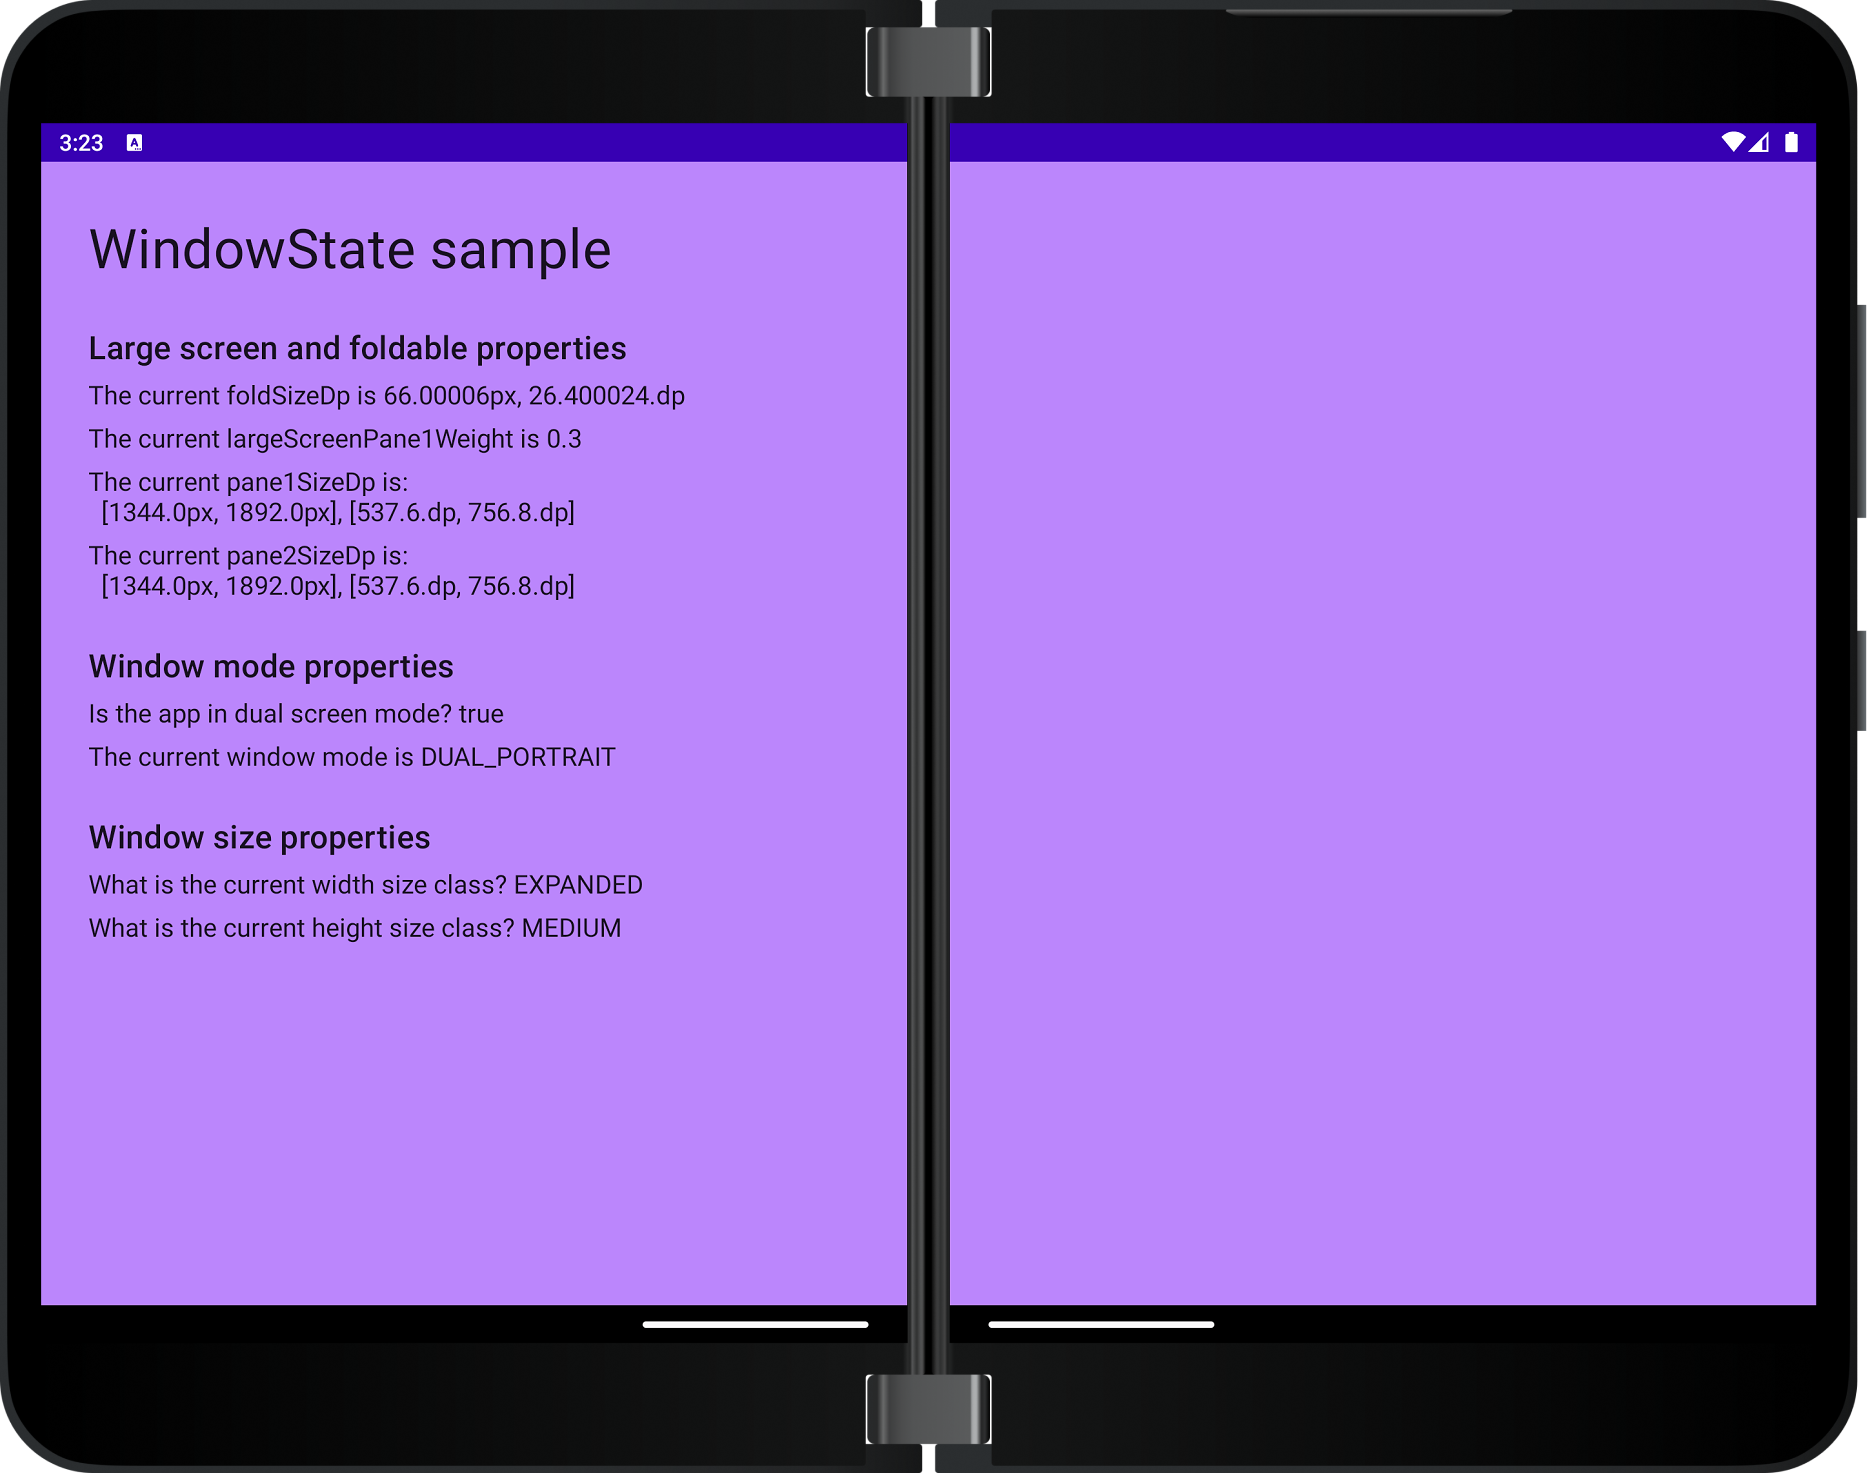 3:23 A
WindowState sample
Large screen and foldable properties
The current foldSizeDp is 66.00006px, 26.400024.dp
The current largeScreenPane1Weight is 0.3
The current pane1SizeDp is:
[1344.0px, 1892.0px], [537.6.dp, 756.8.dp]
The current pane2SizeDp is:
[1344.0px, 1892.0px], [537.6.dp, 756.8.dp]
Window mode properties
Is the app in dual screen mode? true
The current window mode is DUAL_PORTRAIT
Window size properties
What is the current width size class? EXPANDED
What is the current height size class? MEDIUM